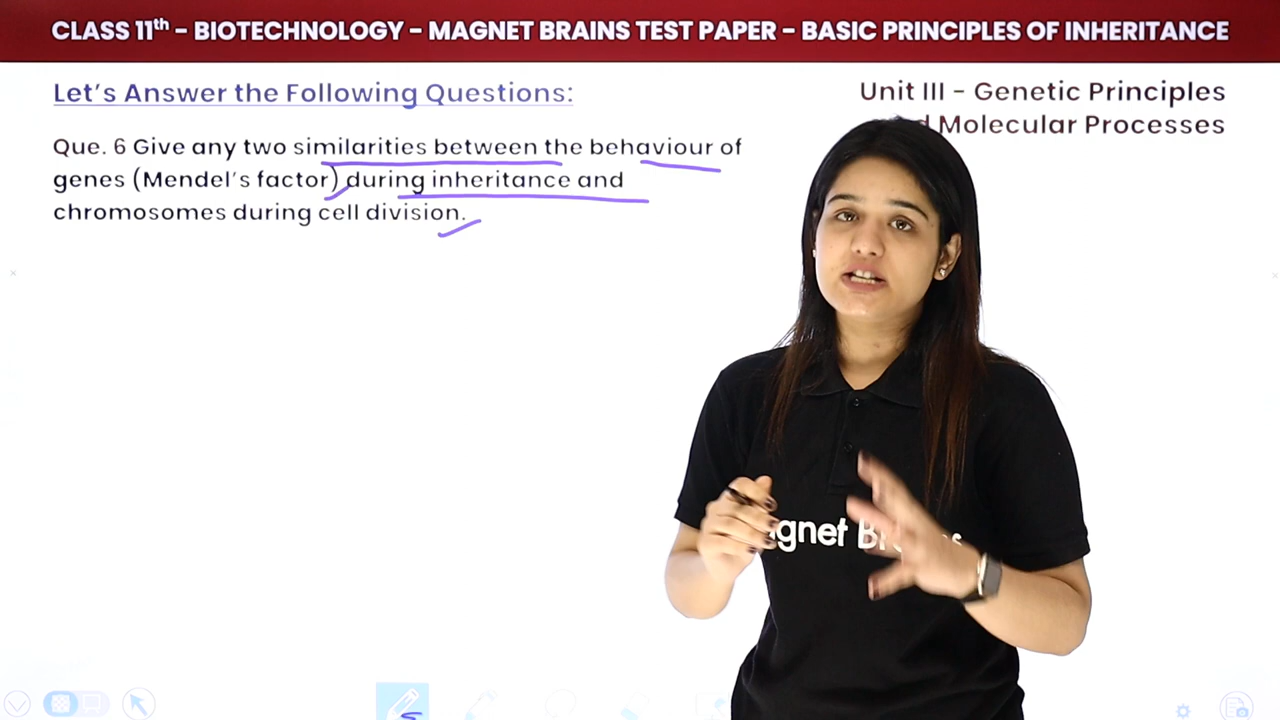 CLASS 11th - BIOTECHNOLOGY - MAGNET BRAINS TEST PAPER - BASIC PRINCIPLES OF INHERITANCE
Let's Answer the Following Questions:
Unit III - Genetic Principles
Molecular Processes
Que. 6 Give any two similarities between the behaviour of
genes (Mendel's factor) during inheritance and
chromosomes during cell division.